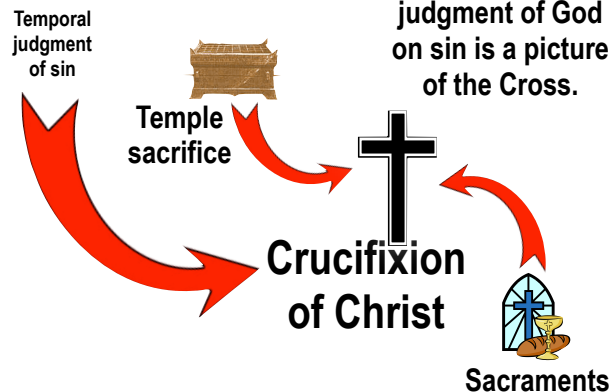 Temporal
judgment
of sin
judgment of God
on sin is a picture
of the Cross.
Temple
sacrifice
Crucifixion
of Christ
Sacraments